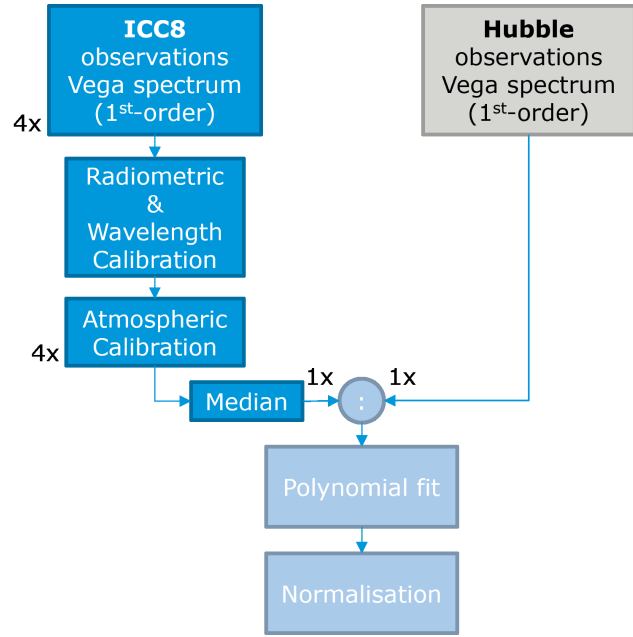 ICC8
observations
Vega spectrum
(1st-order)
4x
Hubble
observations
Vega spectrum
(1st-order)
Radiometric
&
Wavelength
Calibration
Atmospheric
Calibration
4x
Median
1x
:
1x
Polynomial fit
Normalisation